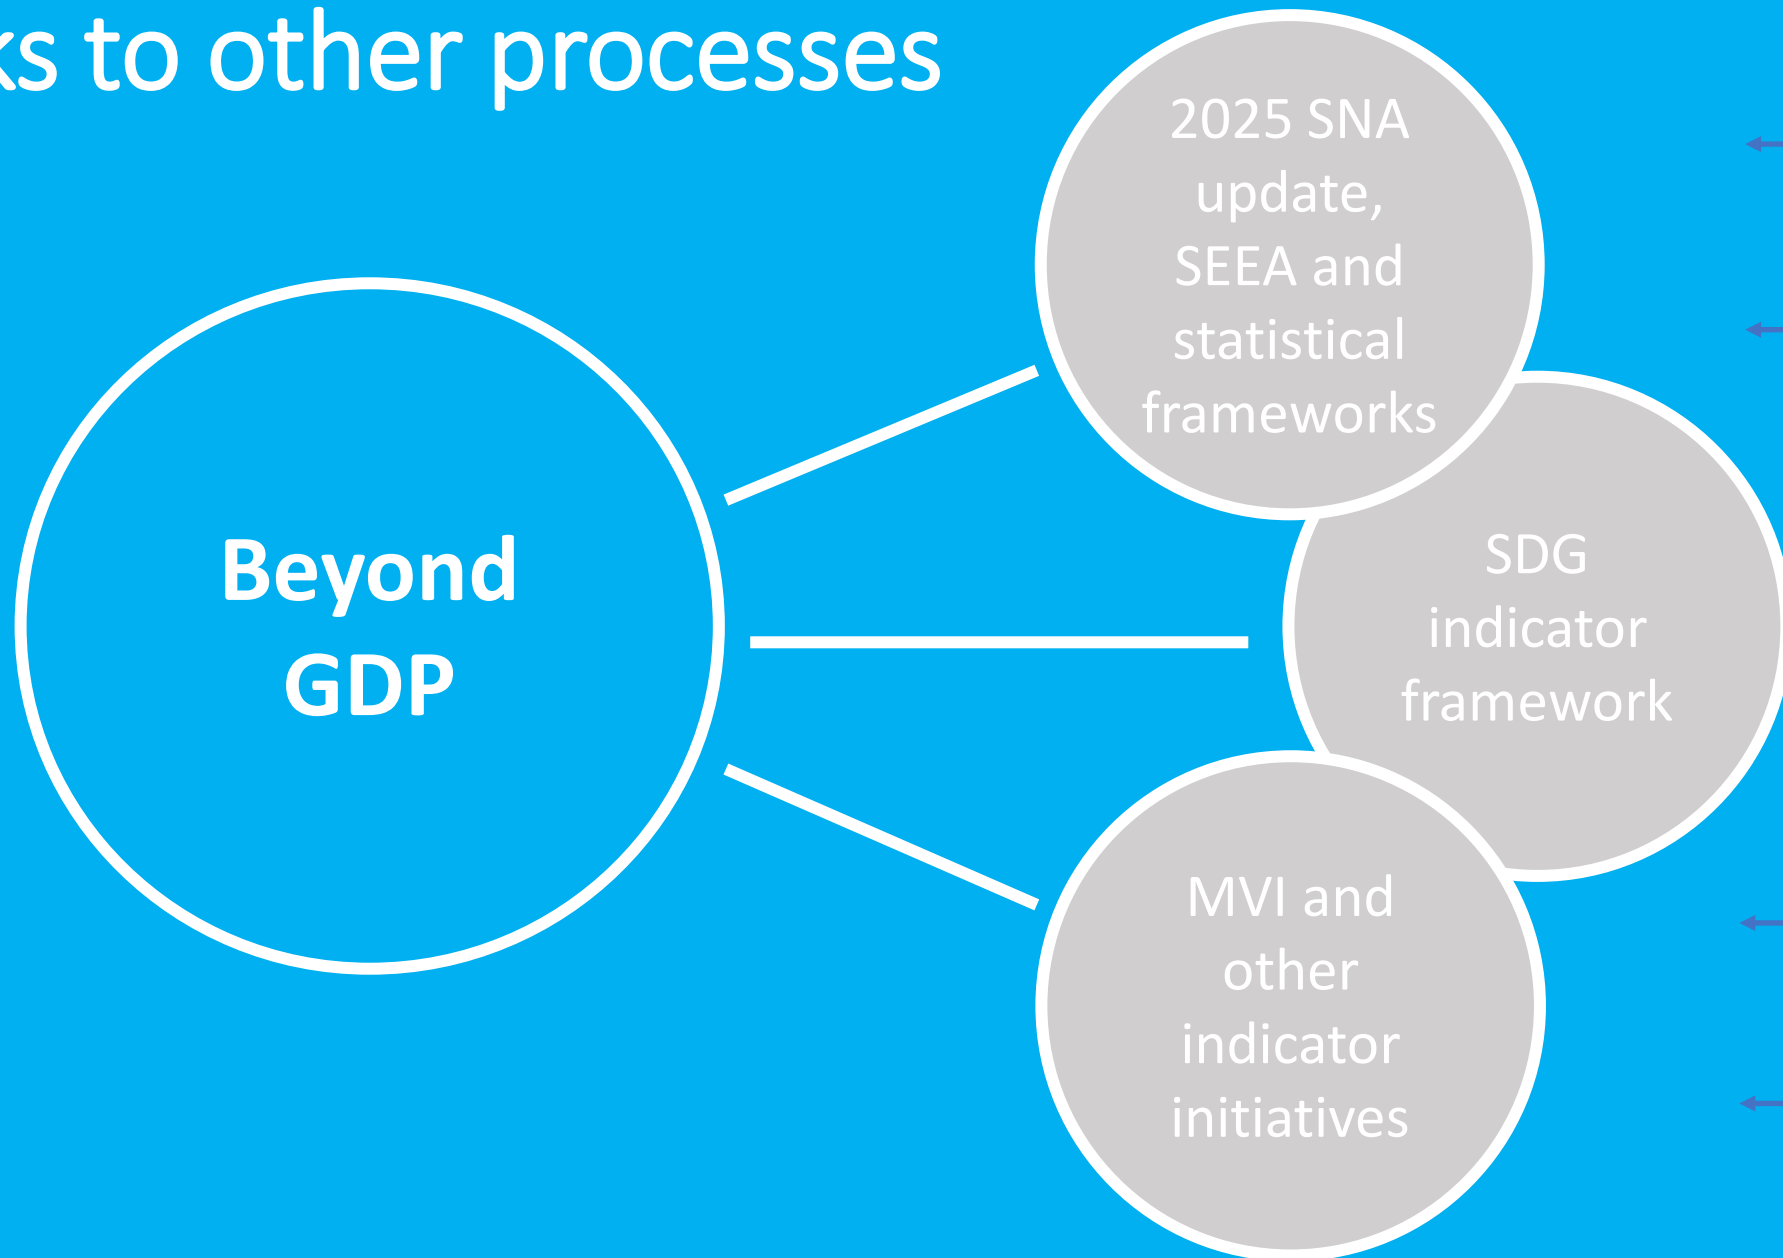 ks to other processes
2025 SNA
update,
SEEA and
statistical
frameworks
Beyond
GDP
SDG
indicator
framework
MVI and
other
indicator
initiatives